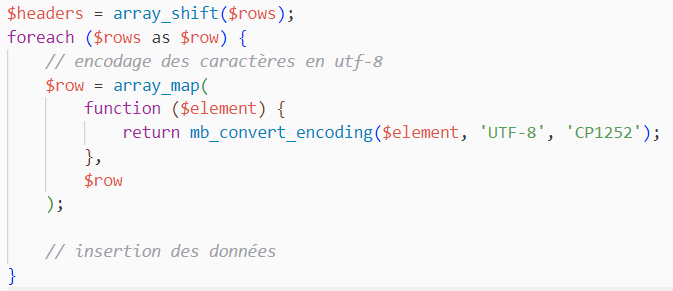 $headers = array_shift($rows);
foreach ($rows as $row) {
    // encodage des caractères en utf-8
    $row = array_map(
        function ($element) {
            return mb_convert_encoding($element, 'UTF-8', 'CP1252');
        },
        $row
    );

    // insertion des données
}